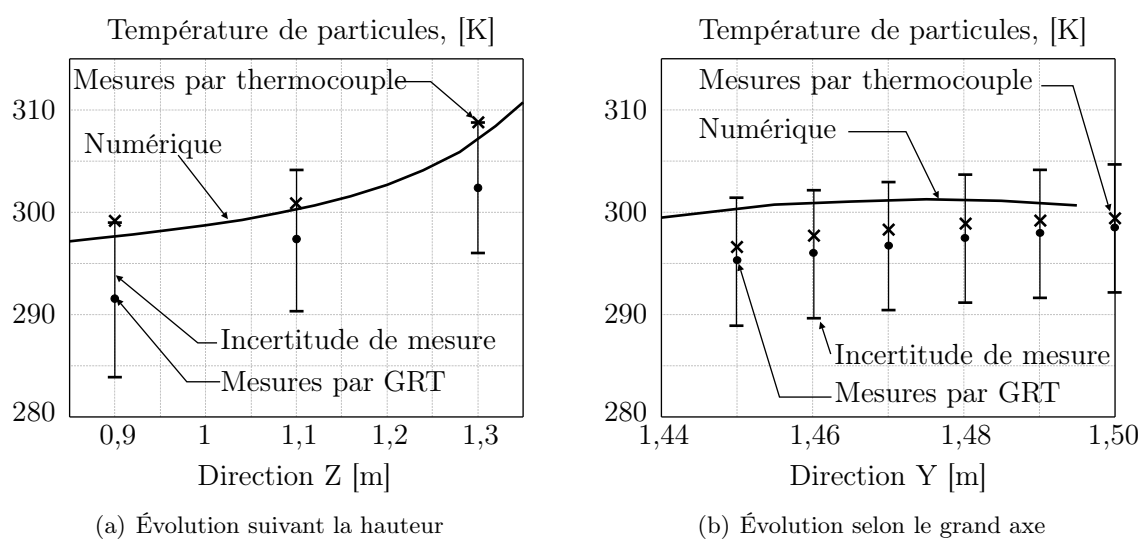 Température de particules, [K]
Mesures par thermocouple
310
Numérique
300
290
Incertitude de mesure
Mesures par GRT
280
0,9 1 1,1 1,2 1,3
Direction Z [m]
(a) Évolution suivant la hauteur
Température de particules, [K]
Mesures par thermocouple
310
Numérique
300
290
Incertitude de mesure
Mesures par GRT
280
1,44 1,46 1,48 1,50
Direction Y [m]
(b) Évolution selon le grand axe